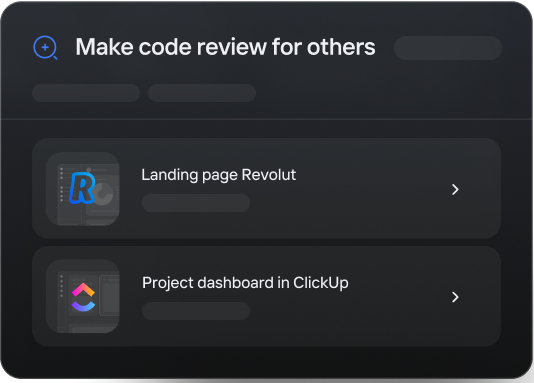 Make code review for others
Landing page Revolut
R
Project dashboard in ClickUp